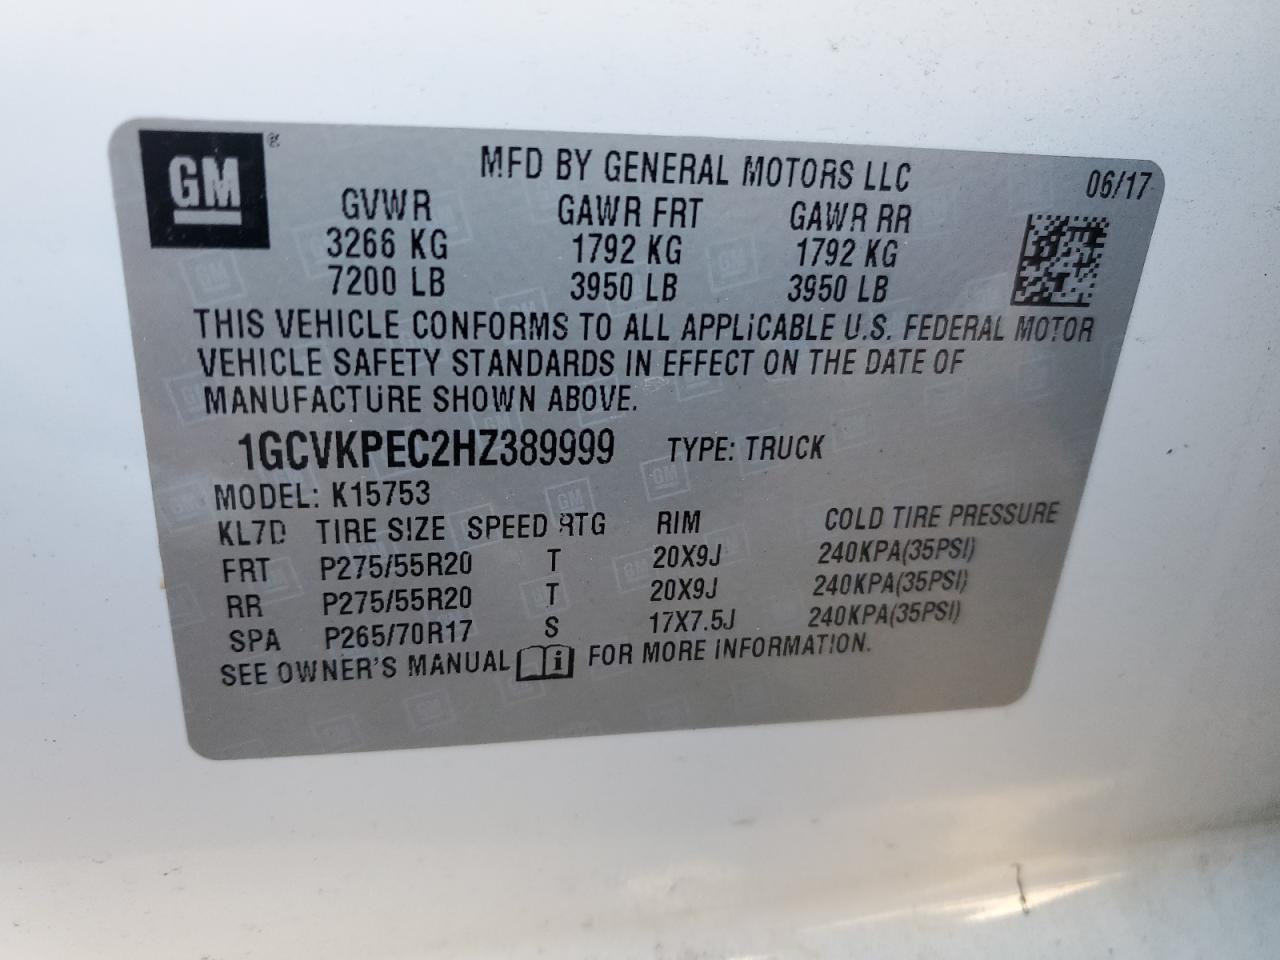 GM ®
MFD BY GENERAL MOTORS LLC
06/17
GVWR GAWR FRT GAWR RR
3266 KG 1792 KG 1792 KG
7200 LB 3950 LB 3950 LB
THIS VEHICLE CONFORMS TO ALL APPLICABLE U.S. FEDERAL MOTOR
VEHICLE SAFETY STANDARDS IN EFFECT ON THE DATE OF
MANUFACTURE SHOWN ABOVE.
1GCVKPEC2HZ389999 TYPE: TRUCK
MODEL: K15753
KL7D TIRE SIZE SPEED RTG RIM COLD TIRE PRESSURE
FRT P275/55R20 T 20X9J 240KPA(35PSI)
RR P275/55R20 T 20X9J 240KPA(35PSI)
SPA P265/70R17 S 17X7.5J 240KPA(35PSI)
SEE OWNER'S MANUAL i FOR MORE INFORMATION.